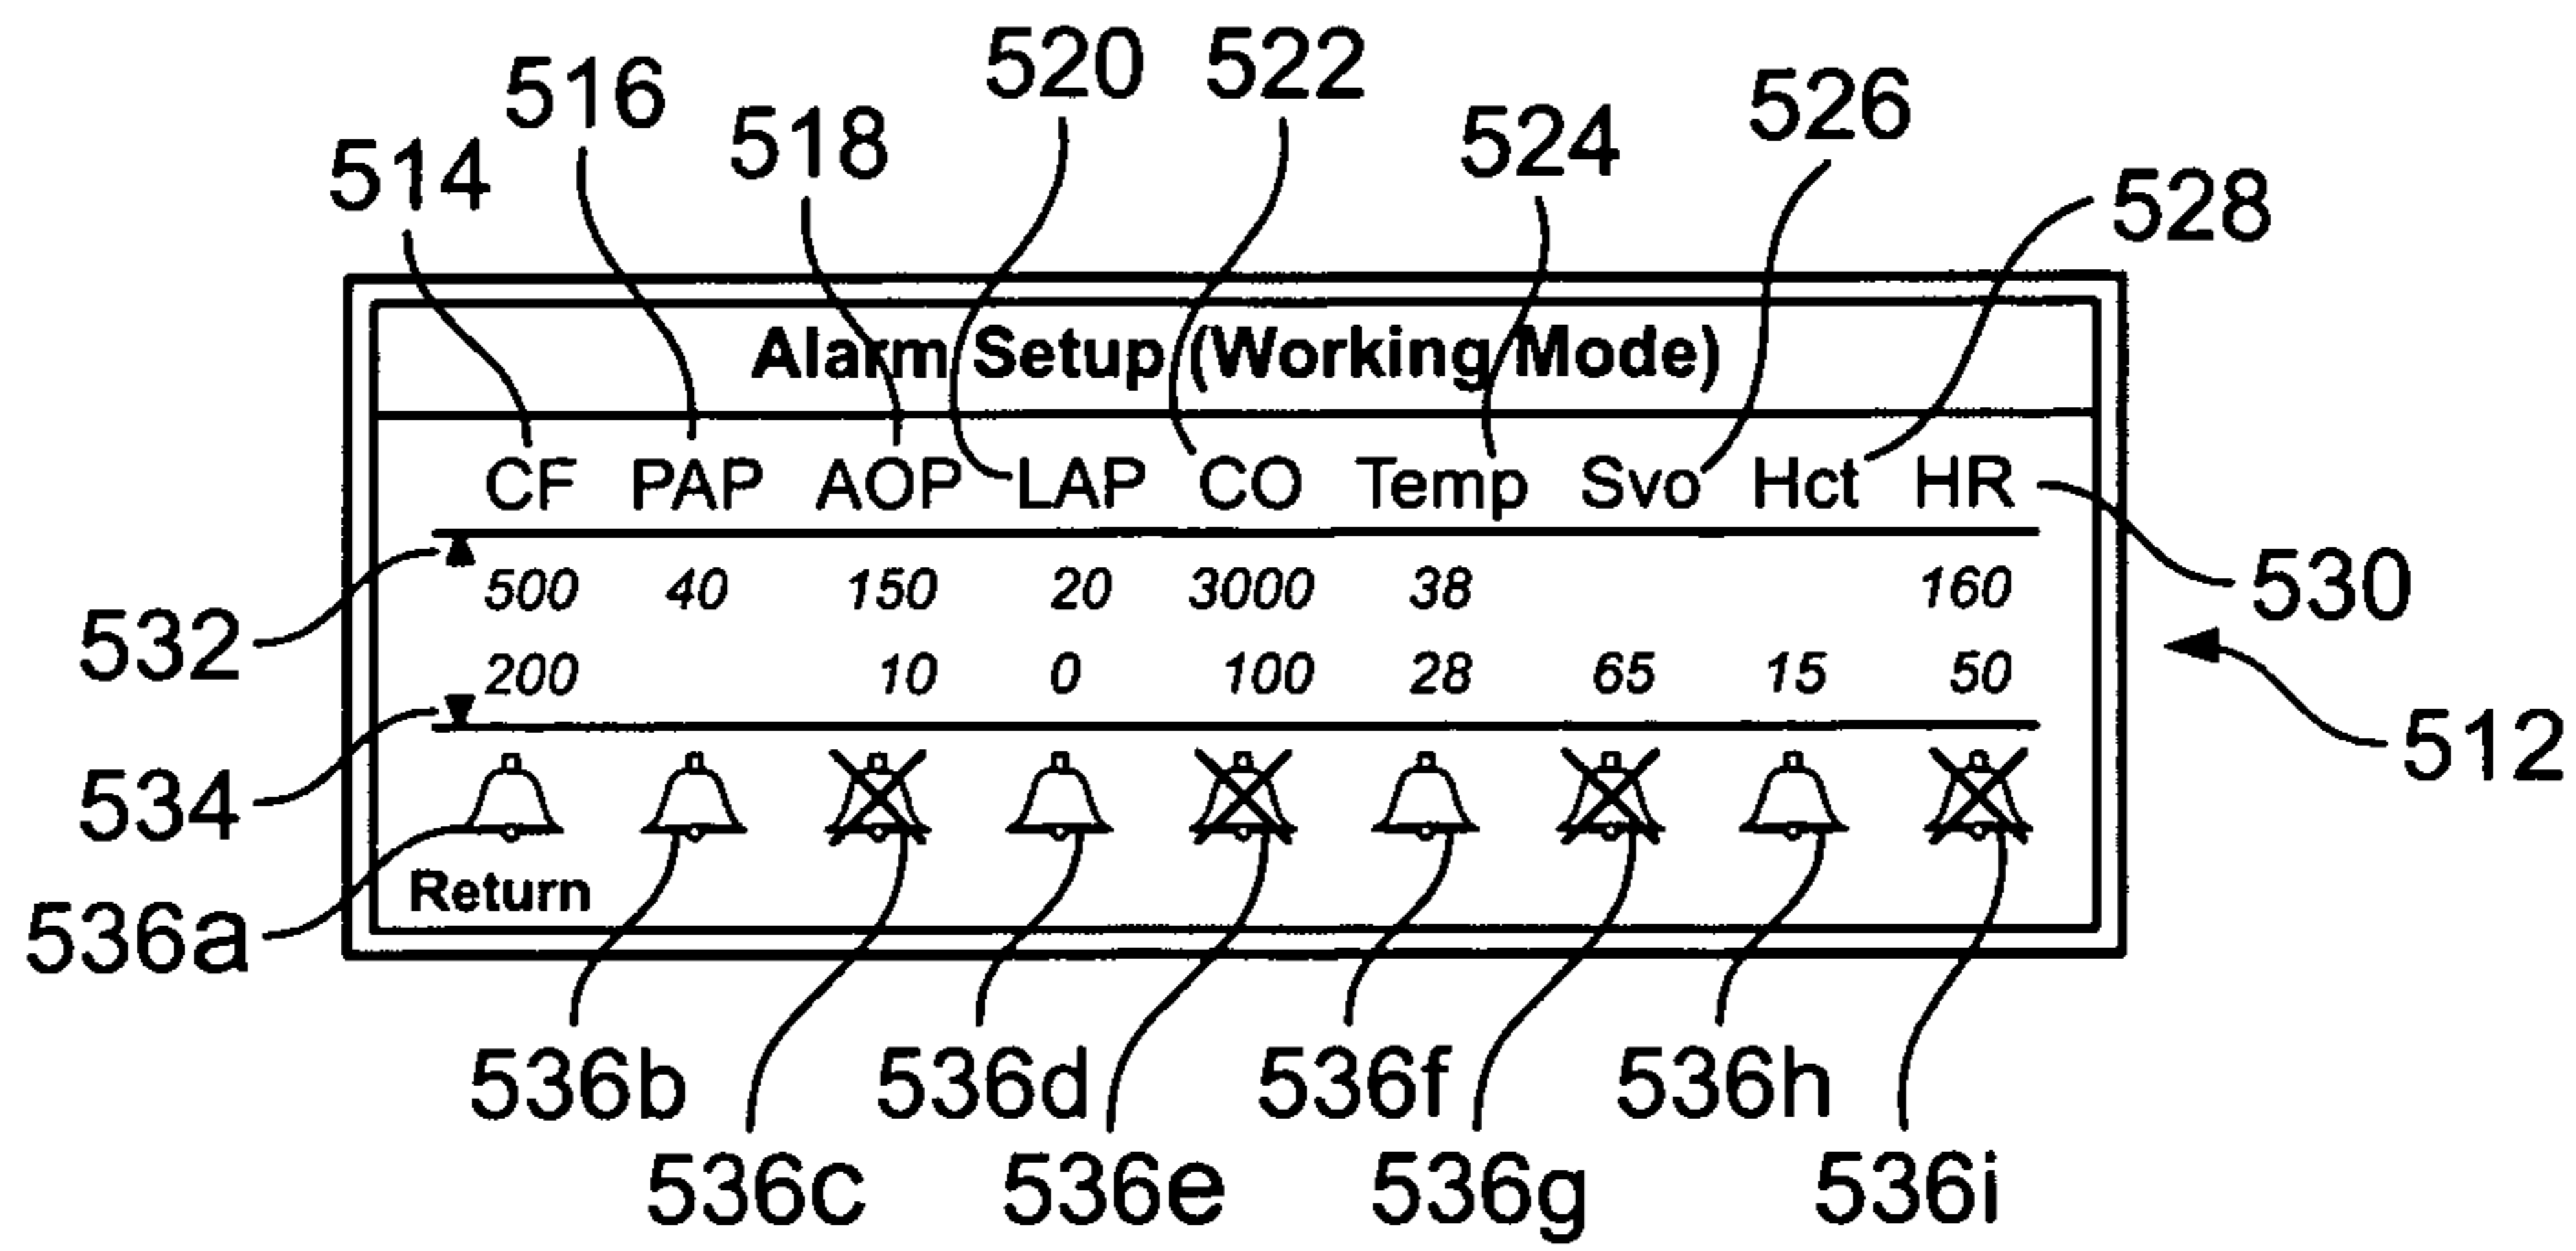 520 522
516 526
518 524
514 528
Alarm Setup (Working Mode)
CF PAP AOP LAP CO Temp Svo Hct HR
530
500 40 150 20 3000 38 160
532
200 10 0 100 28 65 15 50
512
534
Return
536a
536b 536d 536f 536h
536c 536e 536g 536i